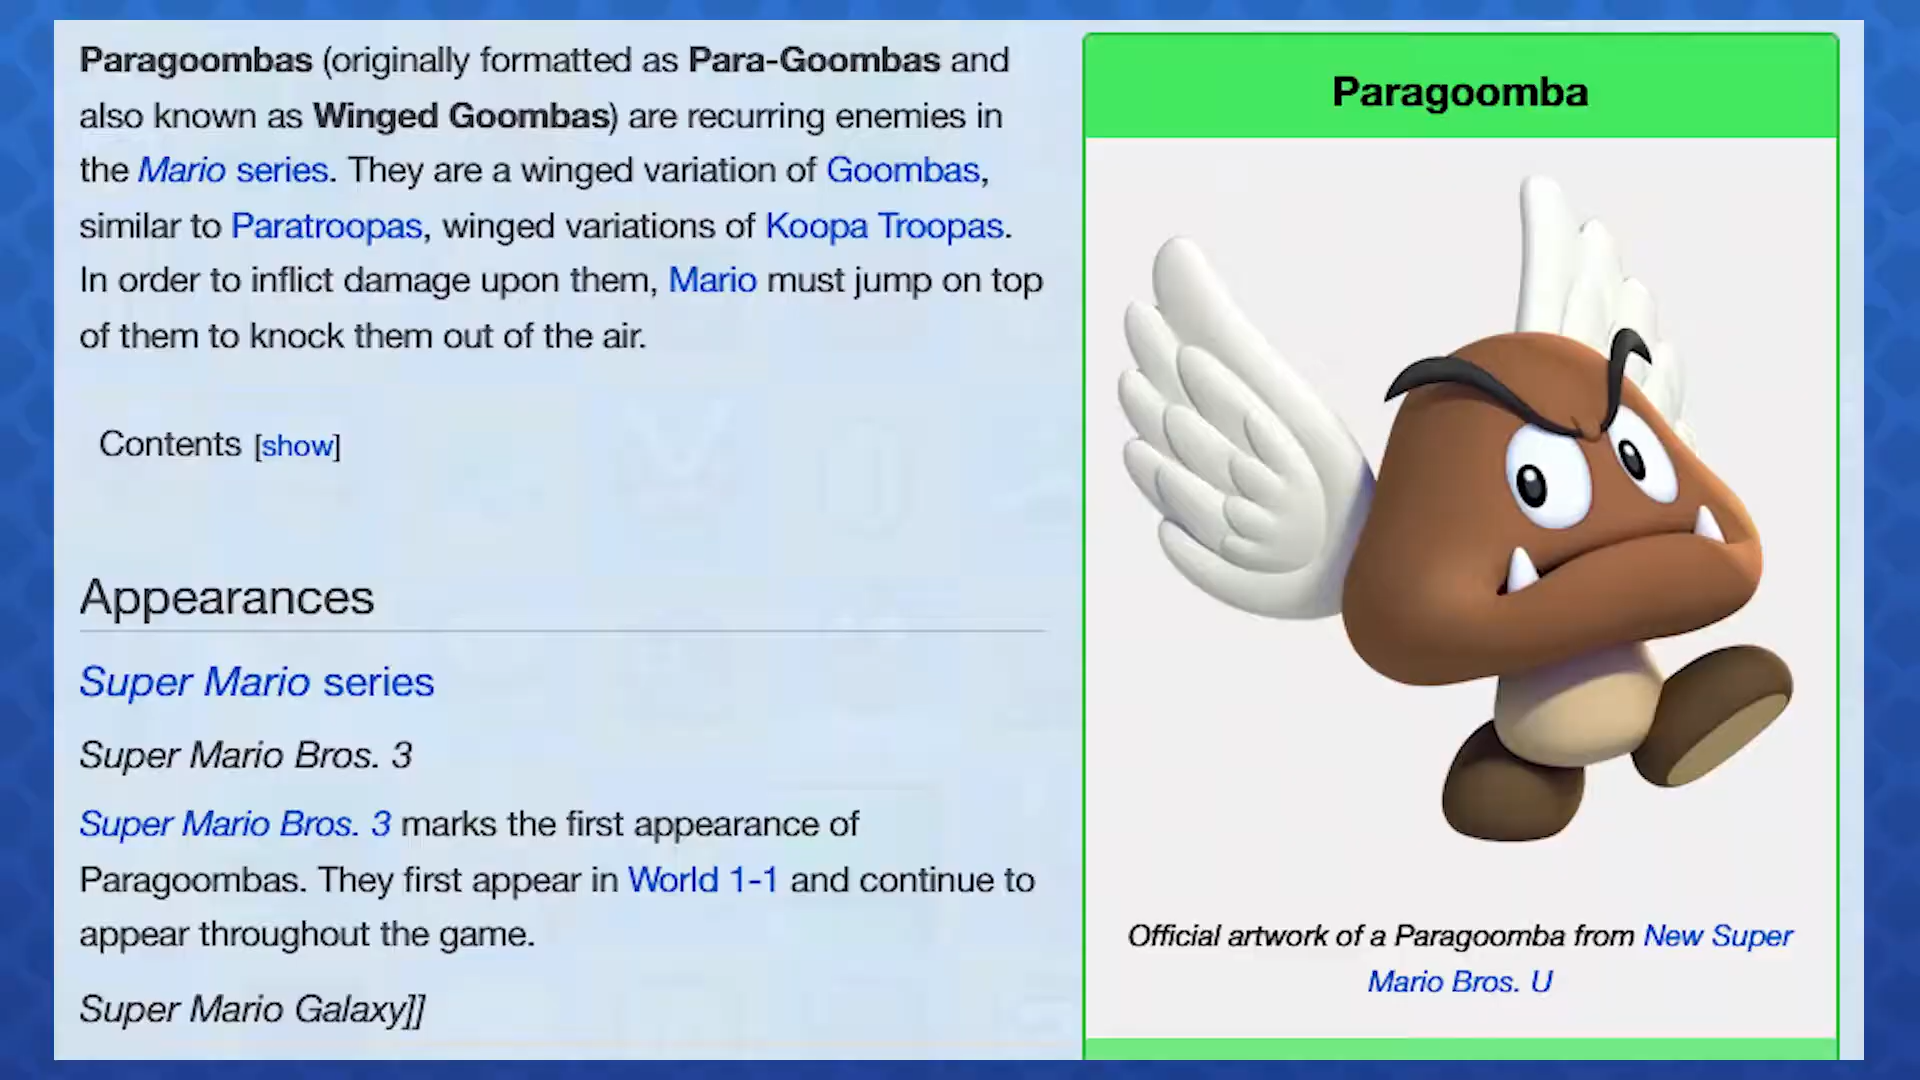 Paragoombas (originally formatted as Para-Goombas and
also known as Winged Goombas) are recurring enemies in
the Mario series. They are a winged variation of Goombas,
similar to Paratroopas, winged variations of Koopa Troopas.
In order to inflict damage upon them, Mario must jump on top
of them to knock them out of the air.
Contents [show]
Appearances
Super Mario series
Super Mario Bros. 3
Super Mario Bros. 3 marks the first appearance of
Paragoombas. They first appear in World 1-1 and continue to
appear throughout the game.
Super Mario Galaxy]]
Paragoomba
Official artwork of a Paragoomba from New Super
Mario Bros. U